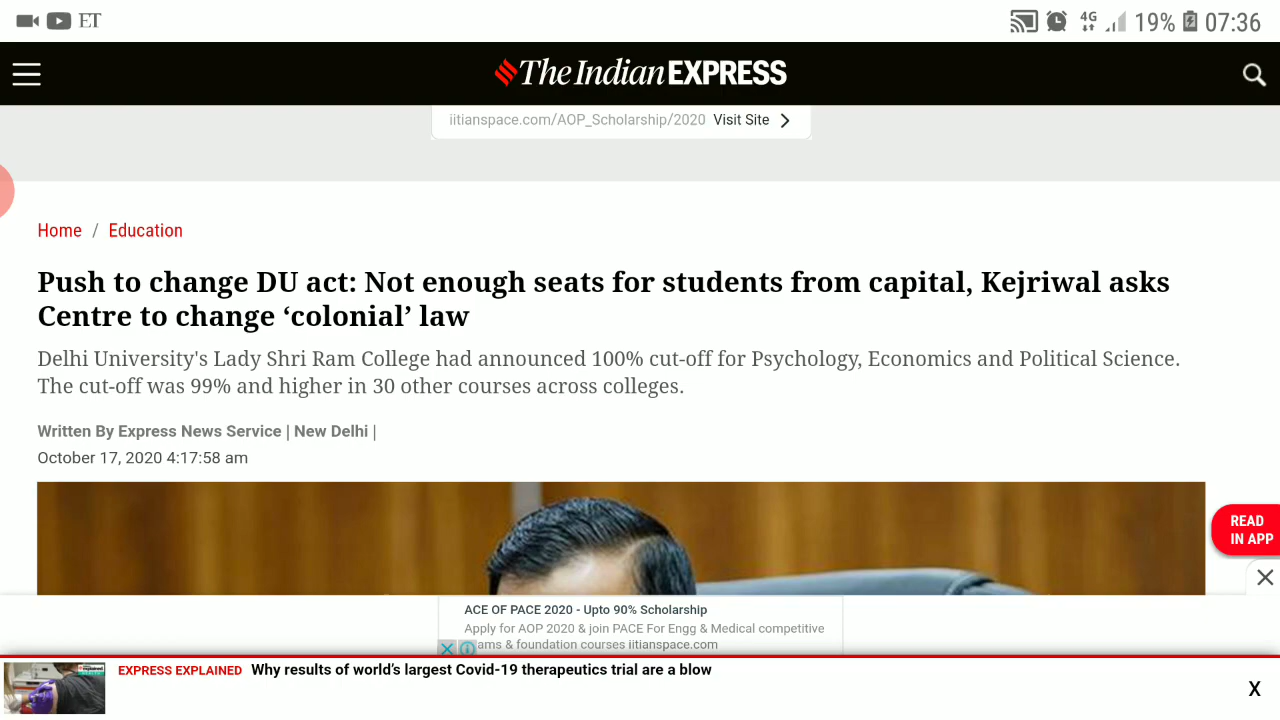 ET 4G 19% 07:36
The Indian EXPRESS
iitianspace.com/AOP_Scholarship/2020 Visit Site
Home / Education
Push to change DU act: Not enough seats for students from capital, Kejriwal asks
Centre to change ‘colonial’ law
Delhi University's Lady Shri Ram College had announced 100% cut-off for Psychology, Economics and Political Science.
The cut-off was 99% and higher in 30 other courses across colleges.
Written By Express News Service | New Delhi |
October 17, 2020 4:17:58 am
READ
IN APP
ACE OF PACE 2020 - Upto 90% Scholarship
Apply for AOP 2020 & join PACE For Engg & Medical competitive
& foundation courses iitianspace.com
EXPRESS EXPLAINED Why results of world’s largest Covid-19 therapeutics trial are a blow
X